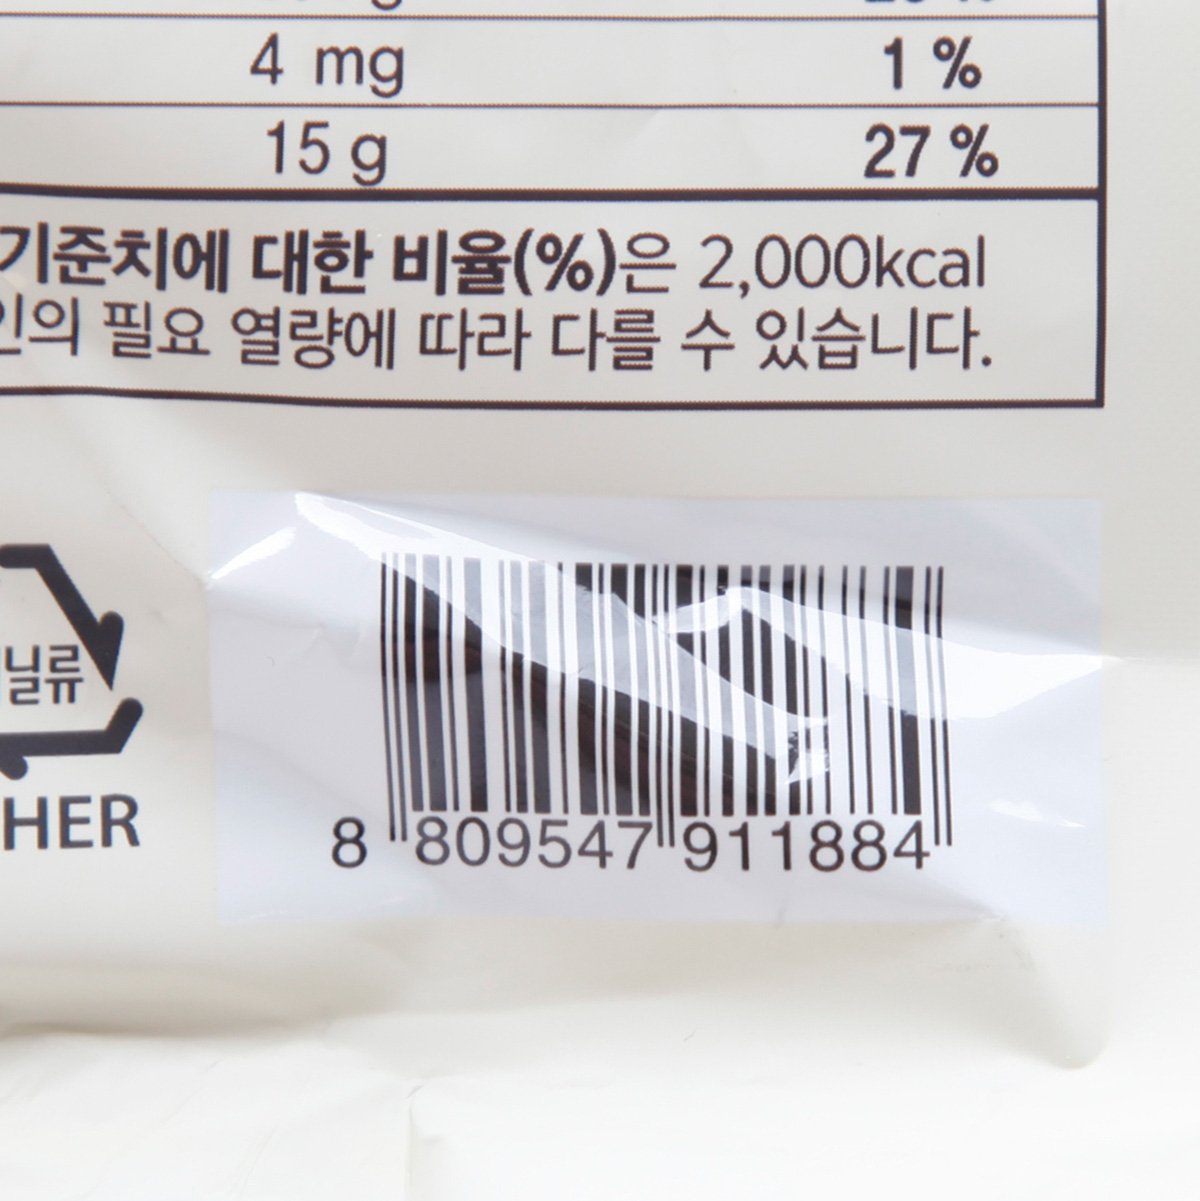 4 mg 1 %
15 g 27 %
기준치에 대한 비율(%)은 2,000kcal
인의 필요 열량에 따라 다를 수 있습니다.
닐류
HER
8 809547 911884